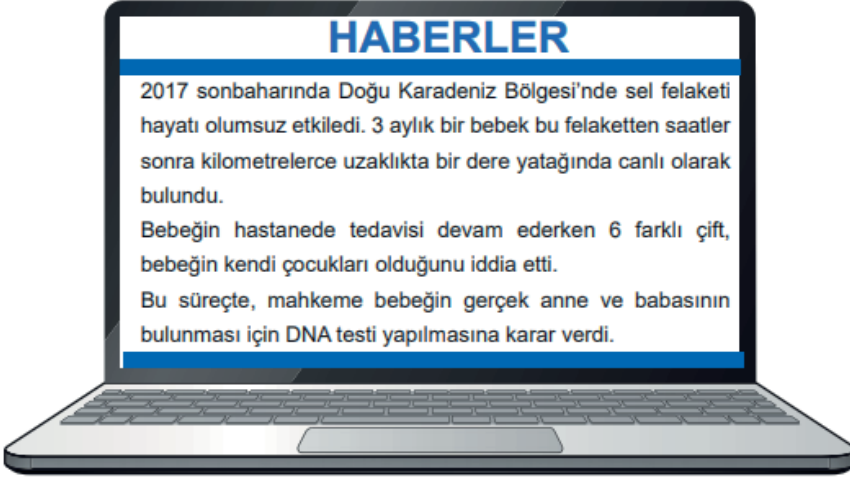 HABERLER
2017 sonbaharında Doğu Karadeniz Bölgesi’nde sel felaketi
hayatı olumsuz etkiledi. 3 aylık bir bebek bu felaketten saatler
sonra kilometrelerce uzaklıkta bir dere yatağında canlı olarak
bulundu.
Bebeğin hastanede tedavisi devam ederken 6 farklı çift,
bebeğin kendi çocukları olduğunu iddia etti.
Bu süreçte, mahkeme bebeğin gerçek anne ve babasının
bulunması için DNA testi yapılmasına karar verdi.